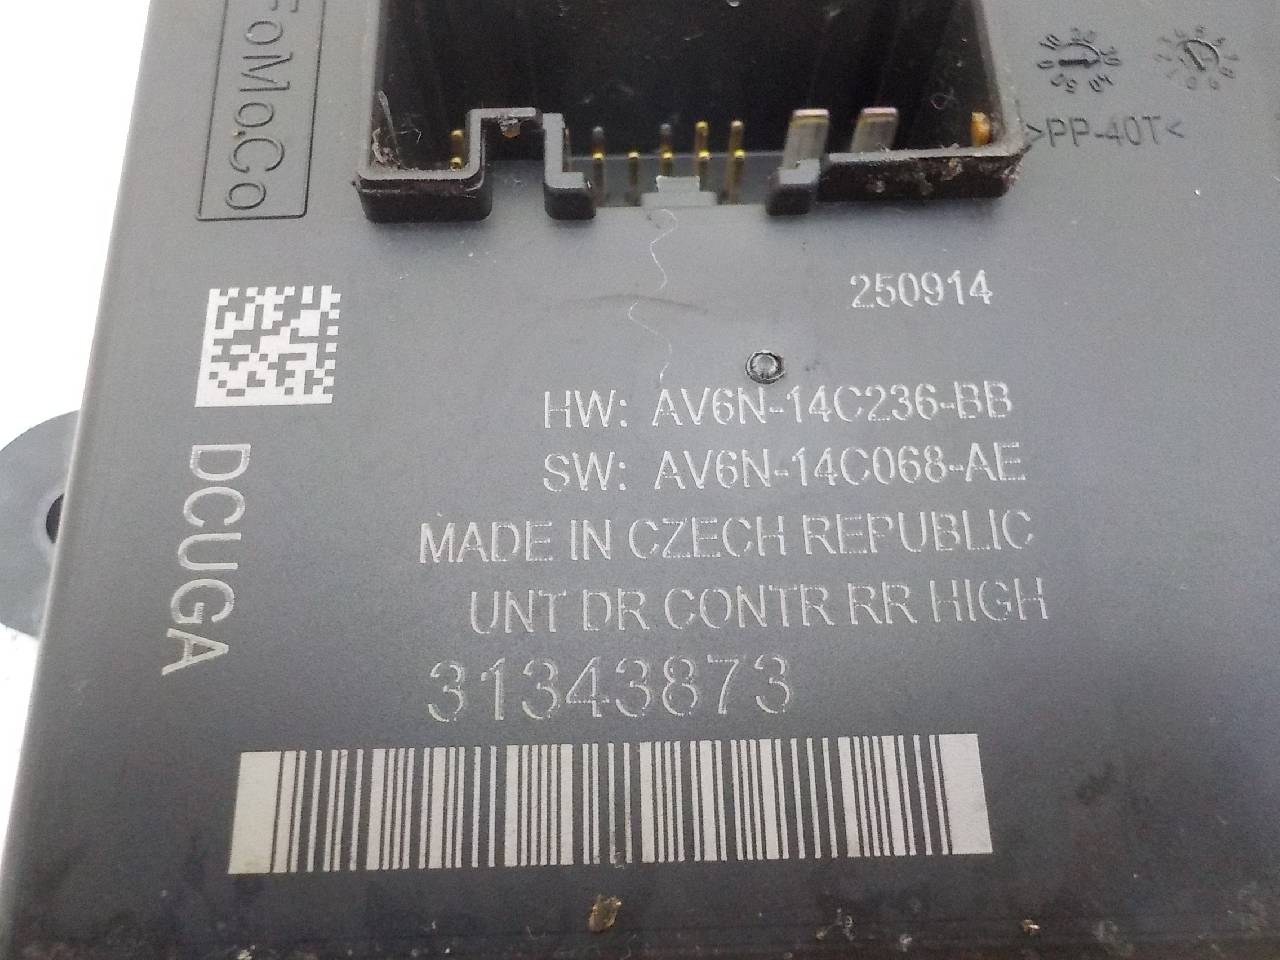 FoMoCo
>PP-40T<
250914
HW: AV6N-14C236-BB
SW: AV6N-14C068-AE
MADE IN CZECH REPUBLIC
UNT DR CONTR RR HIGH
31343873
DCUGA